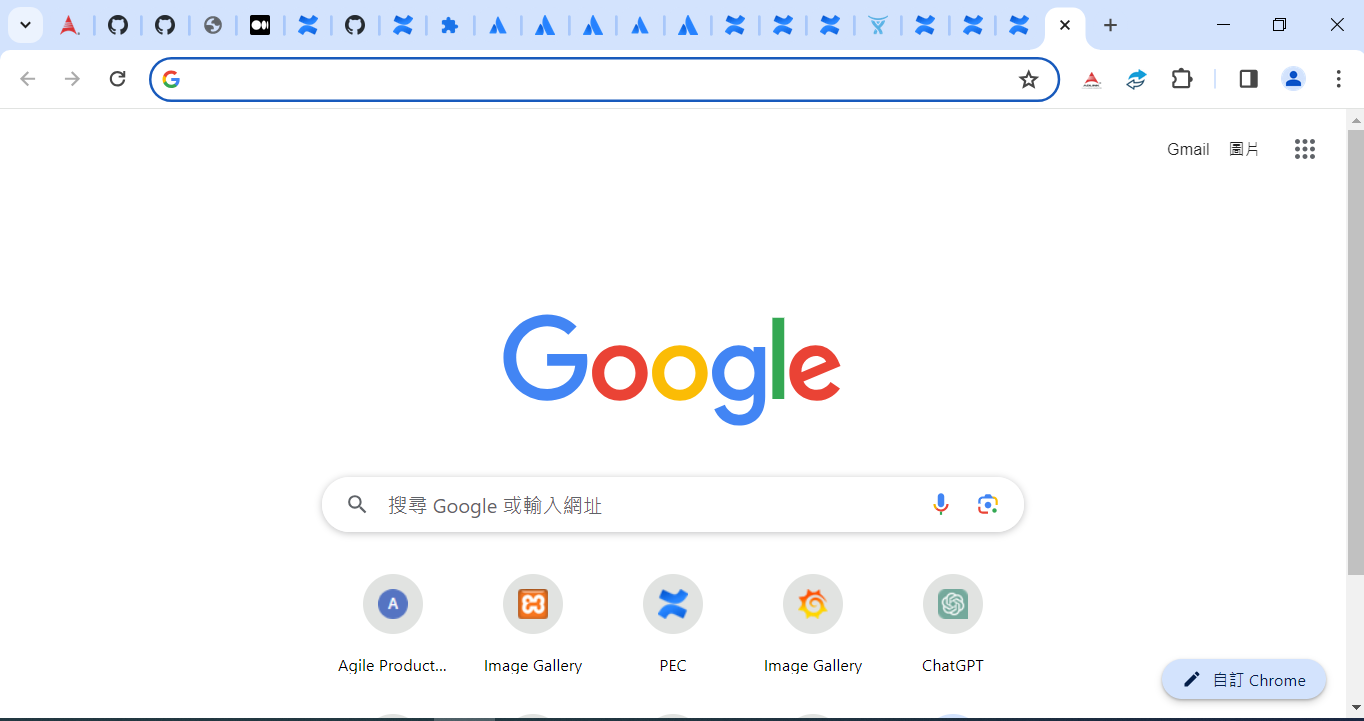 Gmail 圖片
Google
搜尋 Google 或輸入網址
A
Agile Product... Image Gallery PEC Image Gallery ChatGPT
自訂 Chrome